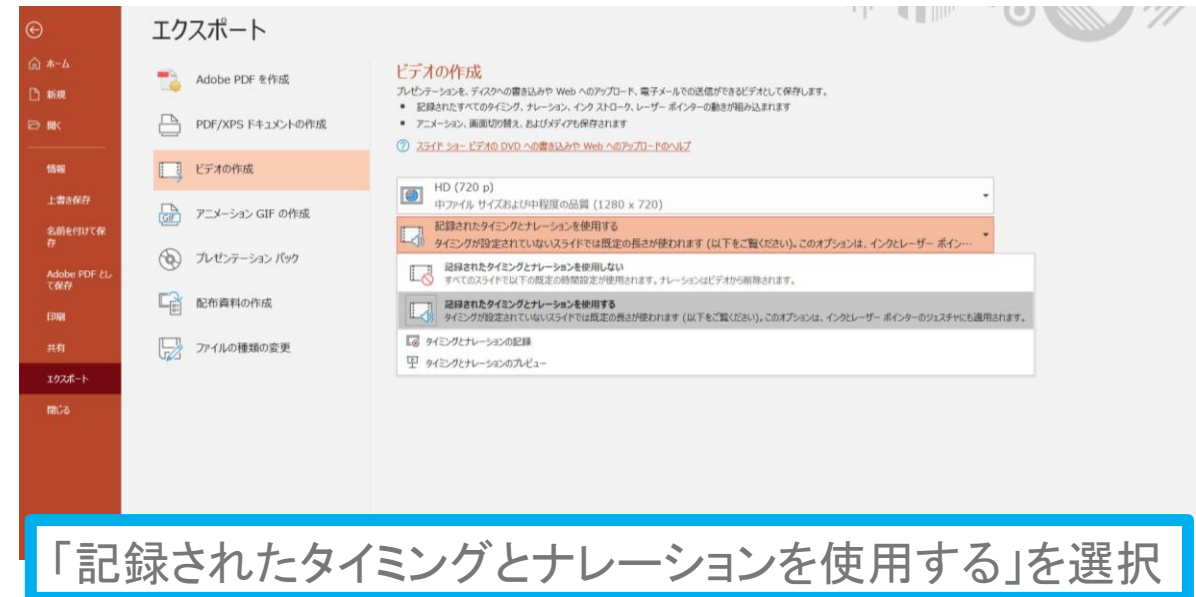 エクスポート
ホーム
新規
開く
情報
上書き保存
名前を付けて保
存
Adobe PDF とし
て保存
印刷
共有
エクスポート
閉じる
Adobe PDF を作成
PDF/XPS ドキュメントの作成
ビデオの作成
アニメーション GIF の作成
プレゼンテーション パック
配布資料の作成
ファイルの種類の変更
ビデオの作成
プレゼンテーションを、ディスクへの書き込みや Web へのアップロード、電子メールでの送信ができるビデオとして保存します。
▪ 記録されたすべてのタイミング、ナレーション、インク ストローク、レーザー ポインターの動きが組み込まれます
▪ アニメーション、画面切り替え、およびメディアも保存されます
スライド ショー ビデオの DVD への書き込みや Web へのアップロードのヘルプ
HD (720 p)
中ファイル サイズおよび中程度の品質 (1280 x 720)
記録されたタイミングとナレーションを使用する
タイミングが設定されていないスライドでは既定の長さが使われます (以下をご覧ください)。このオプションは、インクとレーザー ポイン…
記録されたタイミングとナレーションを使用しない
すべてのスライドで以下の既定の時間設定が使用されます。ナレーションはビデオから削除されます。
記録されたタイミングとナレーションを使用する
タイミングが設定されていないスライドでは既定の長さが使われます (以下をご覧ください)。このオプションは、インクとレーザー ポインターのジェスチャにも適用されます。
タイミングとナレーションの記録
タイミングとナレーションのプレビュー
「記録されたタイミングとナレーションを使用する」を選択